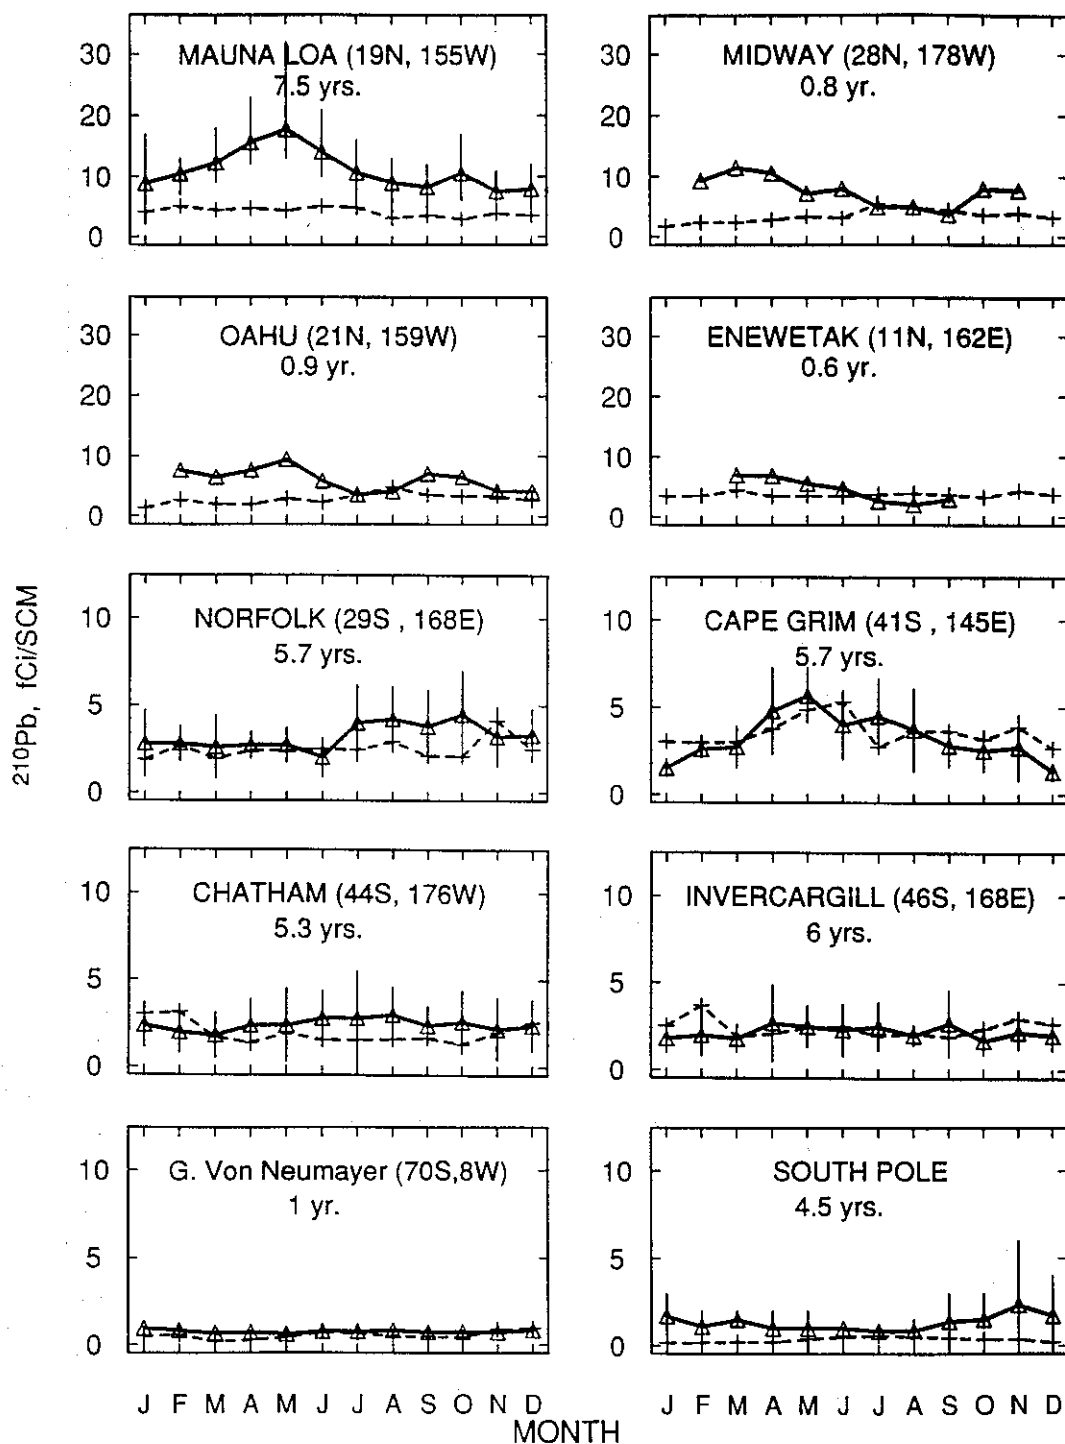 30
20
10
0
MAUNA LOA (19N, 155W)
7.5 yrs.
30
20
10
0
MIDWAY (28N, 178W)
0.8 yr.
30
20
10
0
OAHU (21N, 159W)
0.9 yr.
30
20
10
0
ENEWETAK (11N, 162E)
0.6 yr.
²¹⁰Pb, fCi/SCM
10
5
0
NORFOLK (29S , 168E)
5.7 yrs.
10
5
0
CAPE GRIM (41S , 145E)
5.7 yrs.
10
5
0
CHATHAM (44S, 176W)
5.3 yrs.
10
5
0
INVERCARGILL (46S, 168E)
6 yrs.
10
5
0
G. Von Neumayer (70S,8W)
1 yr.
10
5
0
SOUTH POLE
4.5 yrs.
J F M A M J J A S O N D
J F M A M J J A S O N D
MONTH